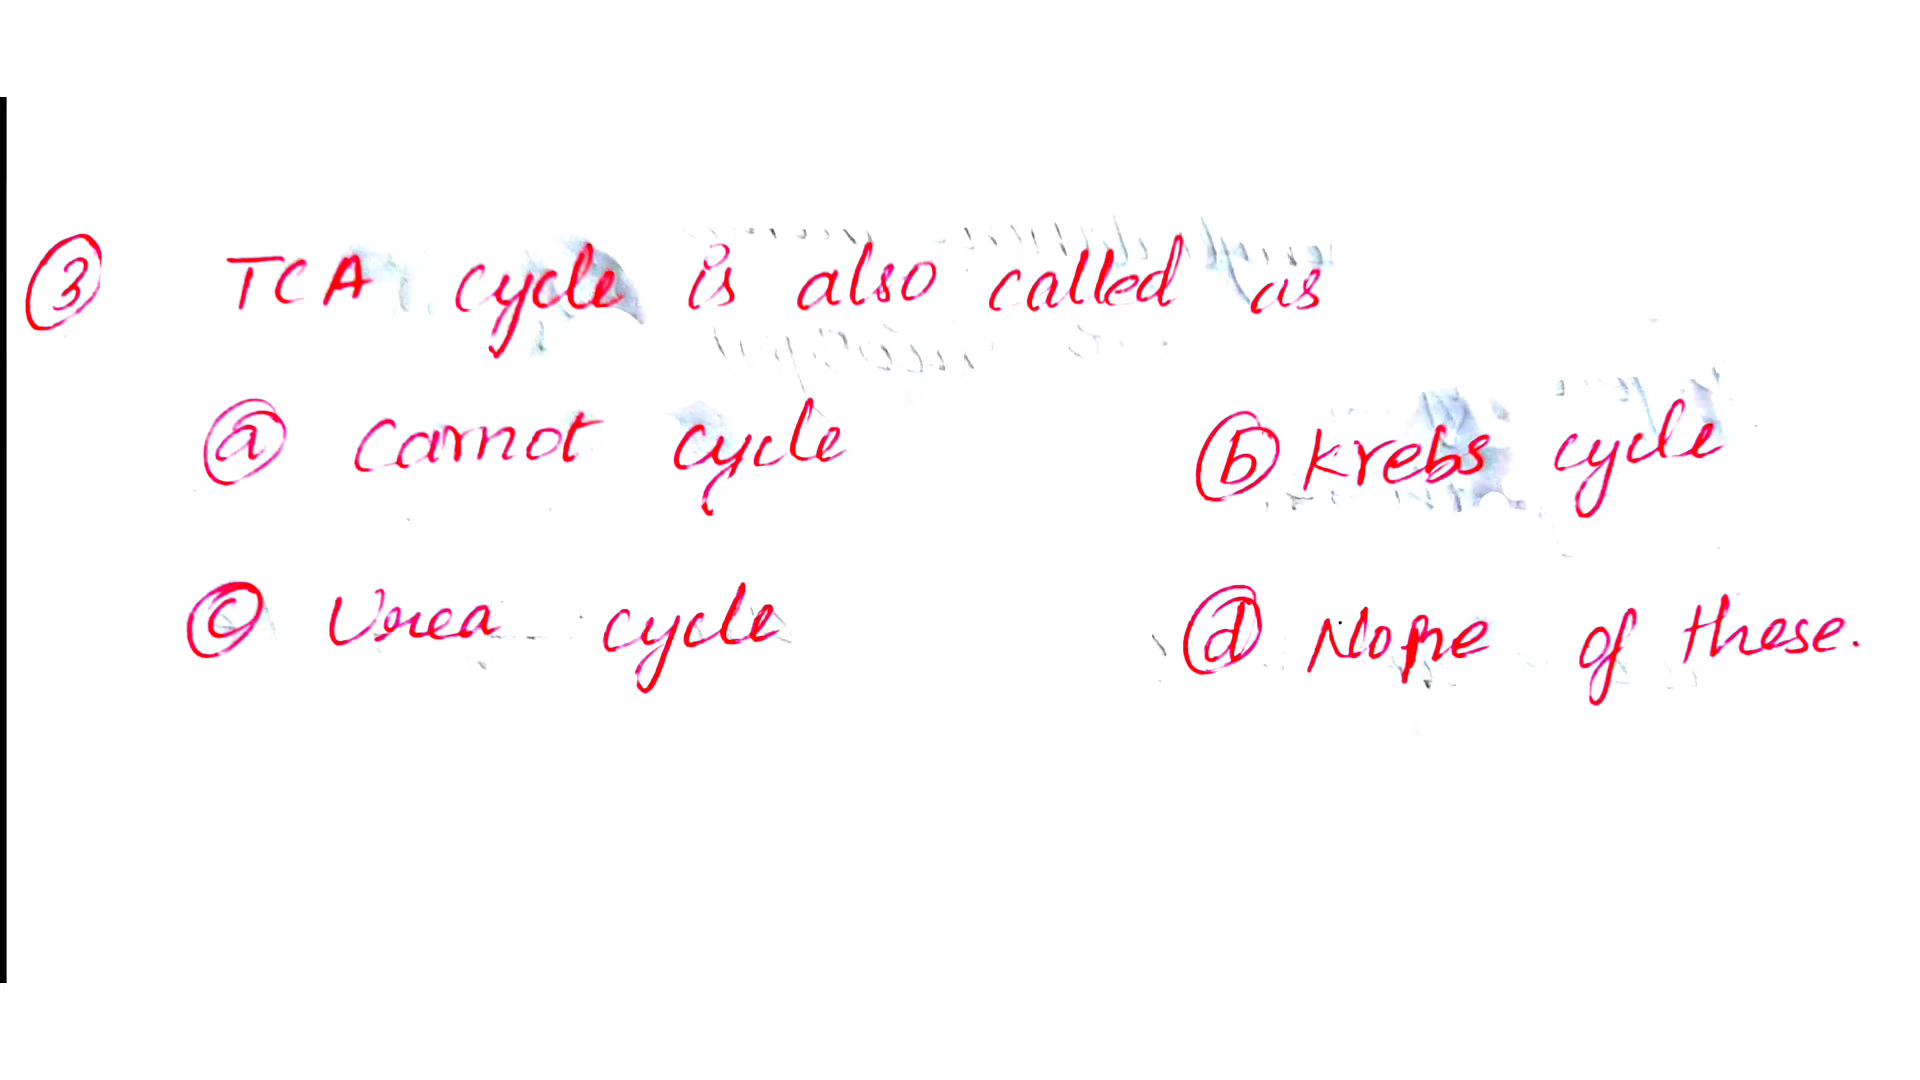 ③ TCA cycle is also called as
ⓐ Carnot cycle ⓑ Krebs cycle
ⓒ Urea cycle ⓓ None of these.